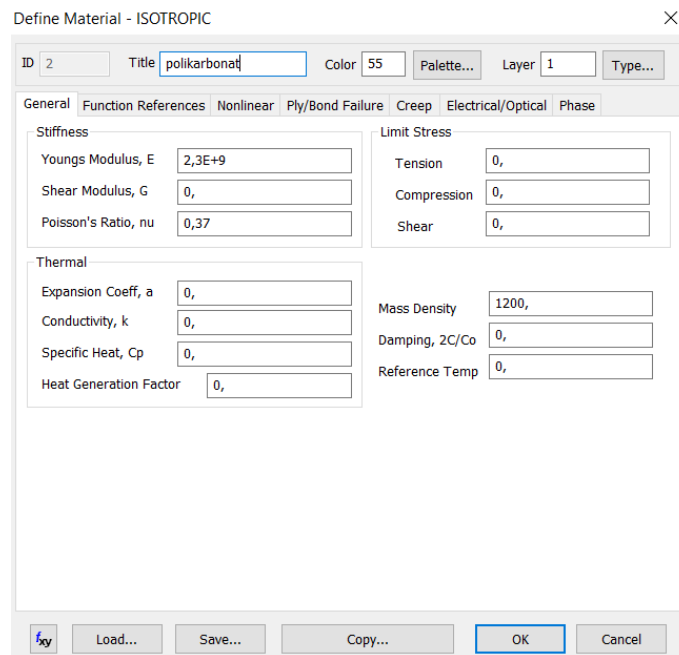 Define Material - ISOTROPIC
ID 2 Title polikarbonat Color 55 Palette... Layer 1 Type...
General Function References Nonlinear Ply/Bond Failure Creep Electrical/Optical Phase
Stiffness
Youngs Modulus, E 2,3E+9
Shear Modulus, G 0,
Poisson's Ratio, nu 0,37
Limit Stress
Tension 0,
Compression 0,
Shear 0,
Thermal
Expansion Coeff, a 0,
Conductivity, k 0,
Specific Heat, Cp 0,
Heat Generation Factor 0,
Mass Density 1200,
Damping, 2C/Co 0,
Reference Temp 0,
fxy Load... Save... Copy... OK Cancel